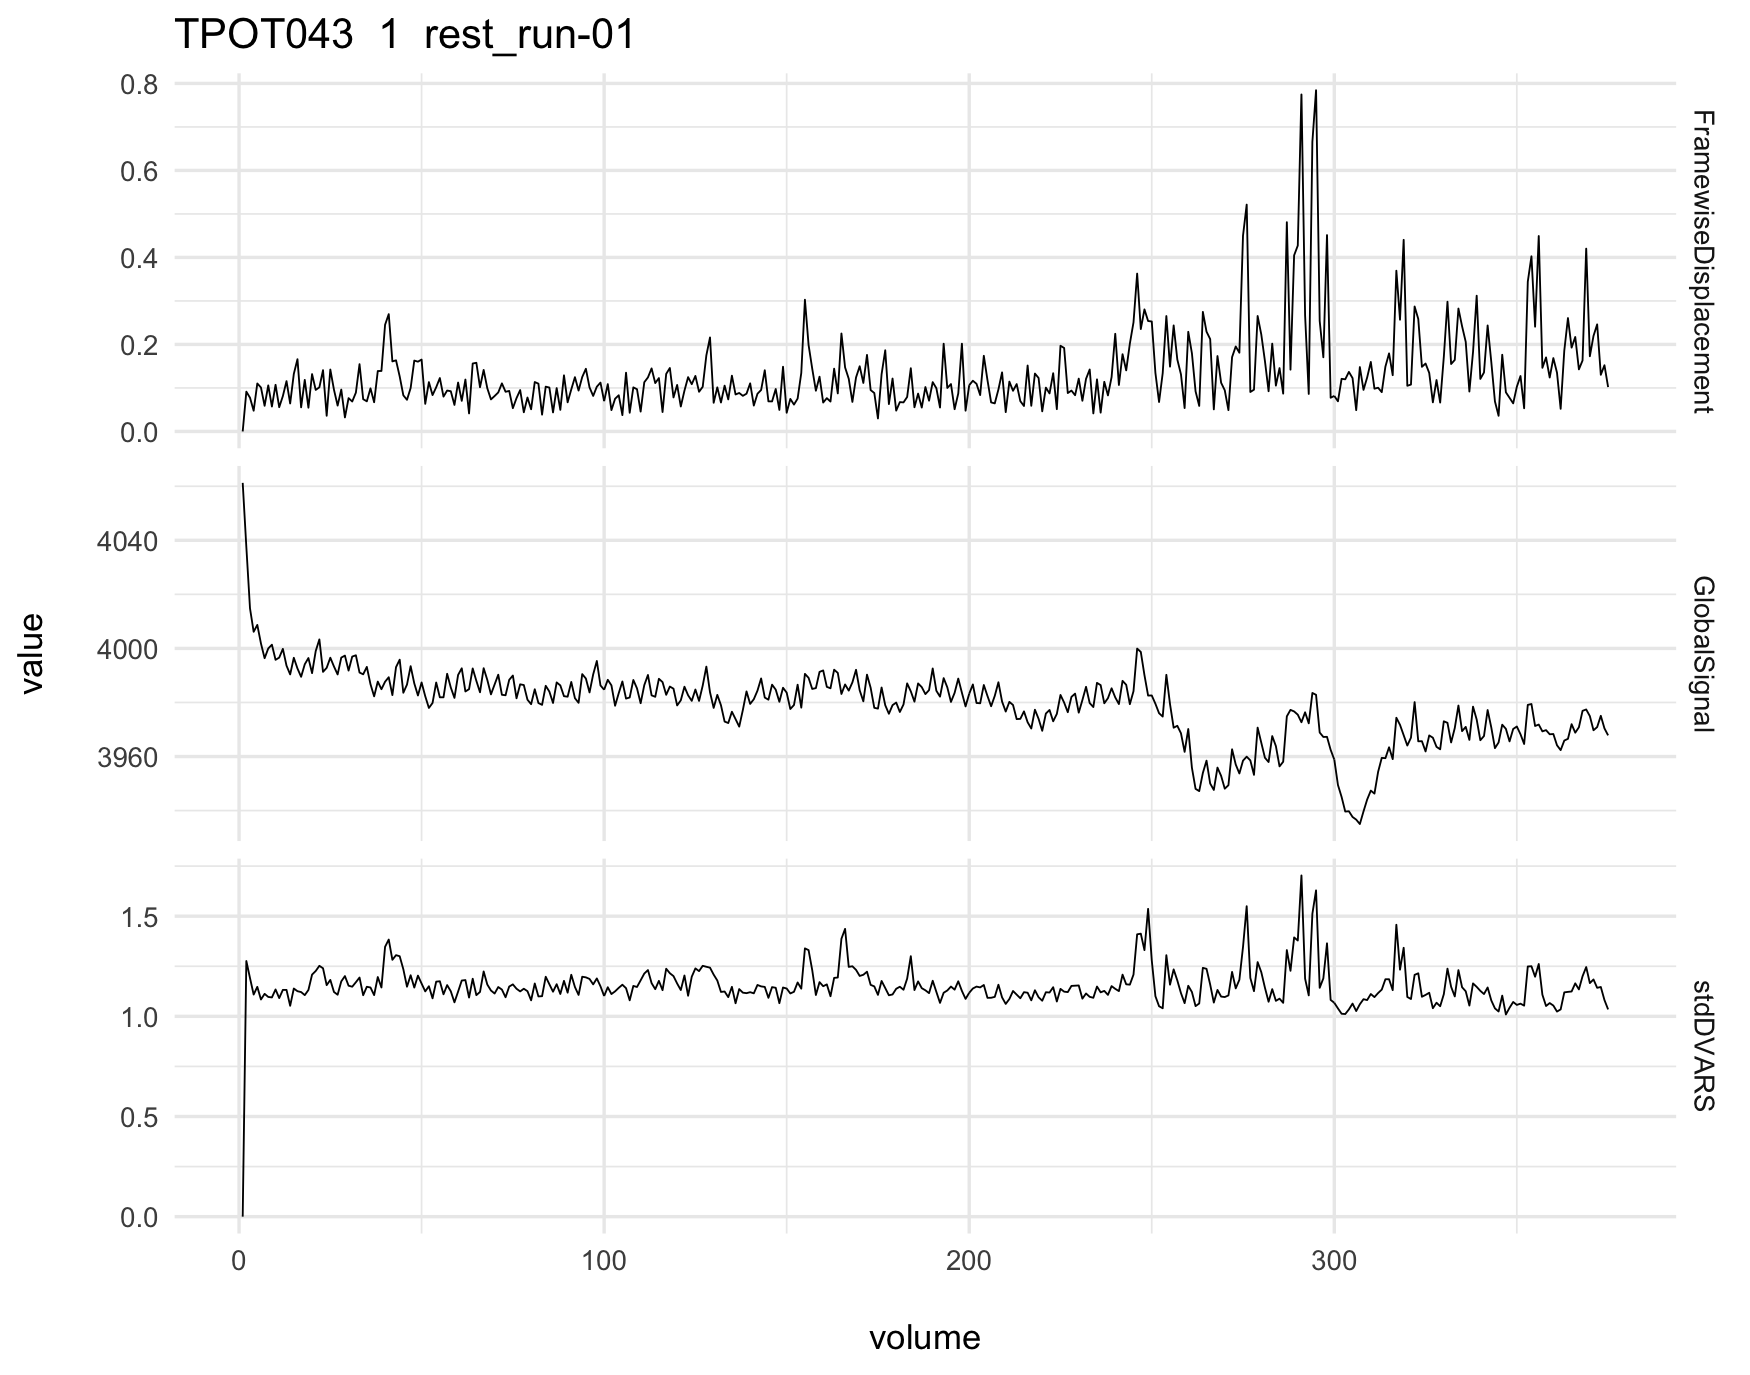 TPOT043  1  rest_run-01
0.8
0.6
0.4
0.2
0.0
FramewiseDisplacement
4040
4000
3960
GlobalSignal
1.5
1.0
0.5
0.0
stdDVARS
value
0 100 200 300
volume